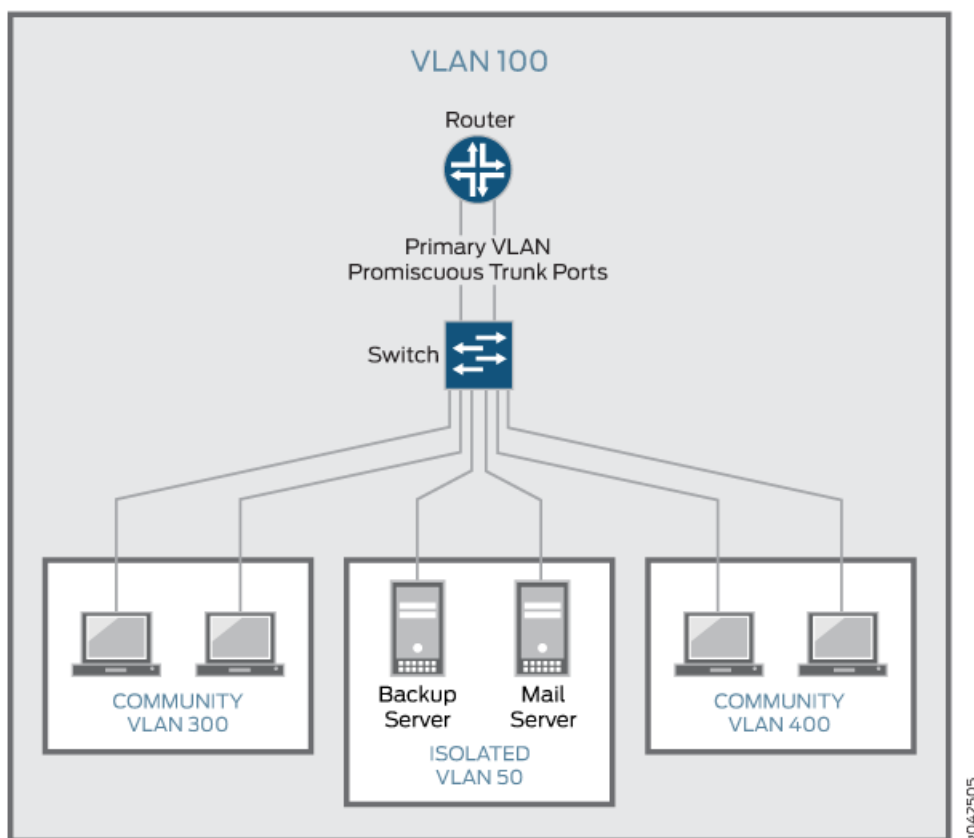 VLAN 100
Router
Primary VLAN
Promiscuous Trunk Ports
Switch
COMMUNITY
VLAN 300
Backup
Server
Mail
Server
ISOLATED
VLAN 50
COMMUNITY
VLAN 400